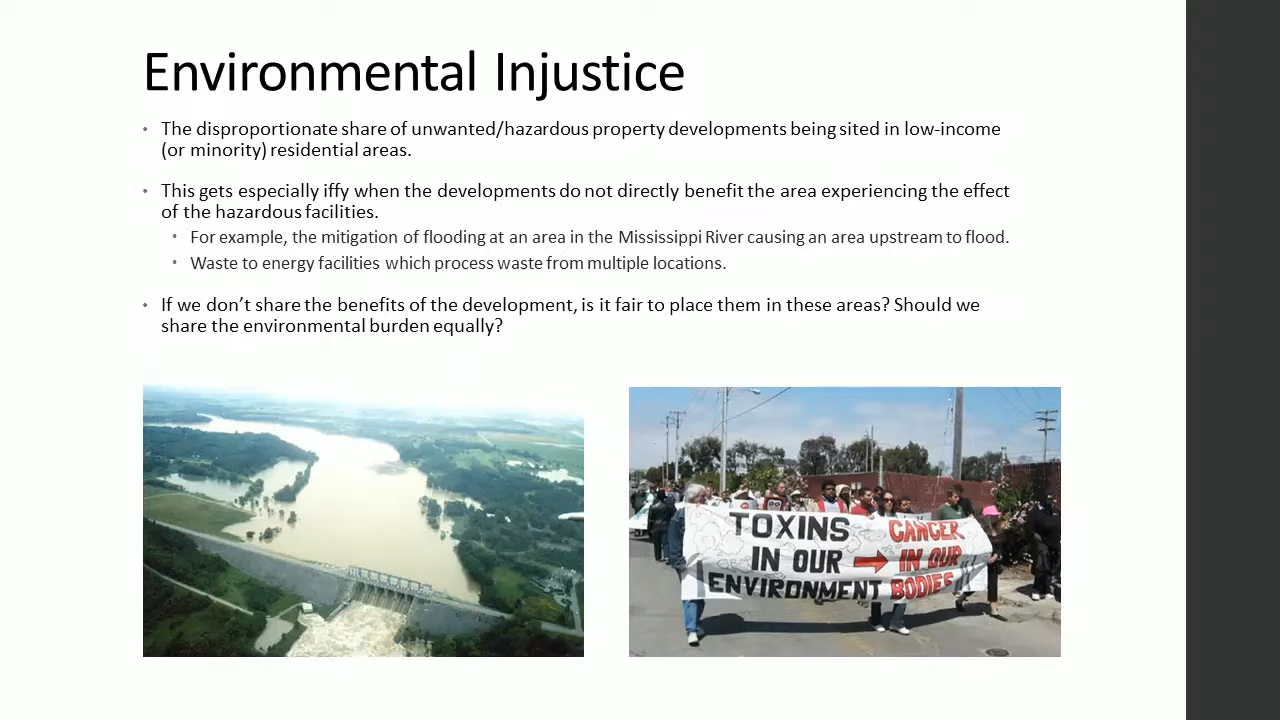 Environmental Injustice
• The disproportionate share of unwanted/hazardous property developments being sited in low-income
(or minority) residential areas.
• This gets especially iffy when the developments do not directly benefit the area experiencing the effect
of the hazardous facilities.
• For example, the mitigation of flooding at an area in the Mississippi River causing an area upstream to flood.
• Waste to energy facilities which process waste from multiple locations.
• If we don't share the benefits of the development, is it fair to place them in these areas? Should we
share the environmental burden equally?
TOXINS CANCER
IN OUR → IN OUR
ENVIRONMENT BODIES